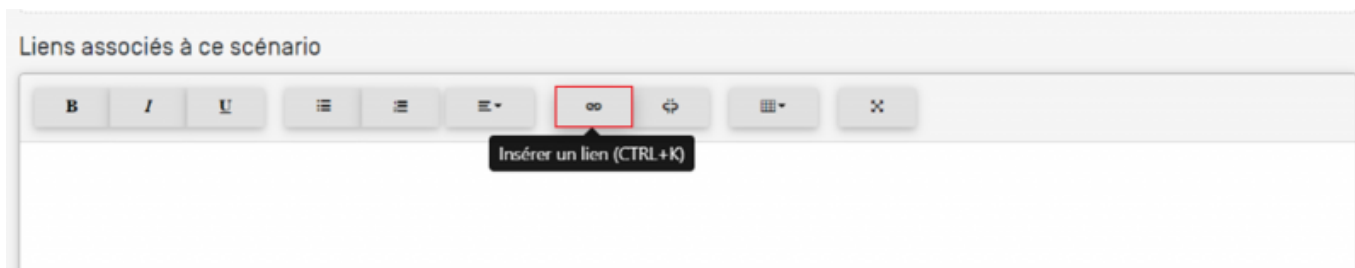 Liens associés à ce scénario
B I U
Insérer un lien (CTRL+K)